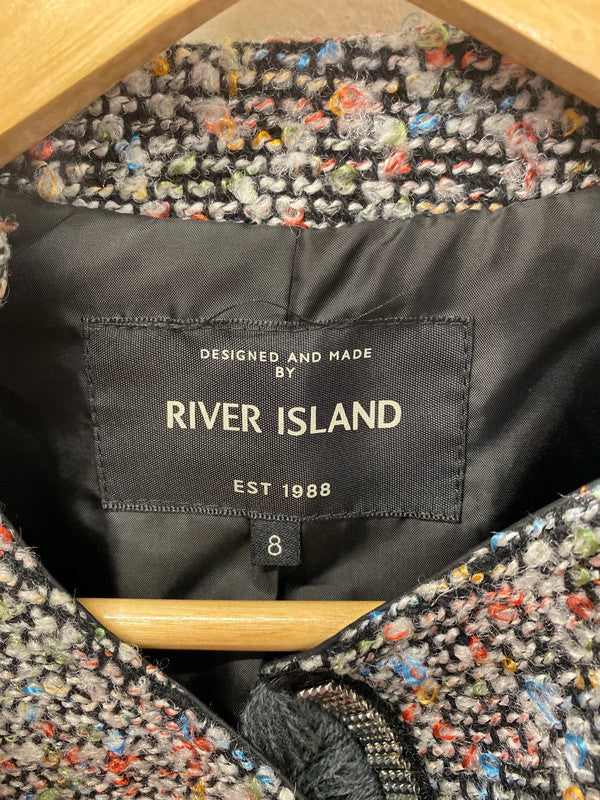 DESIGNED AND MADE
BY
RIVER ISLAND
EST 1988
8